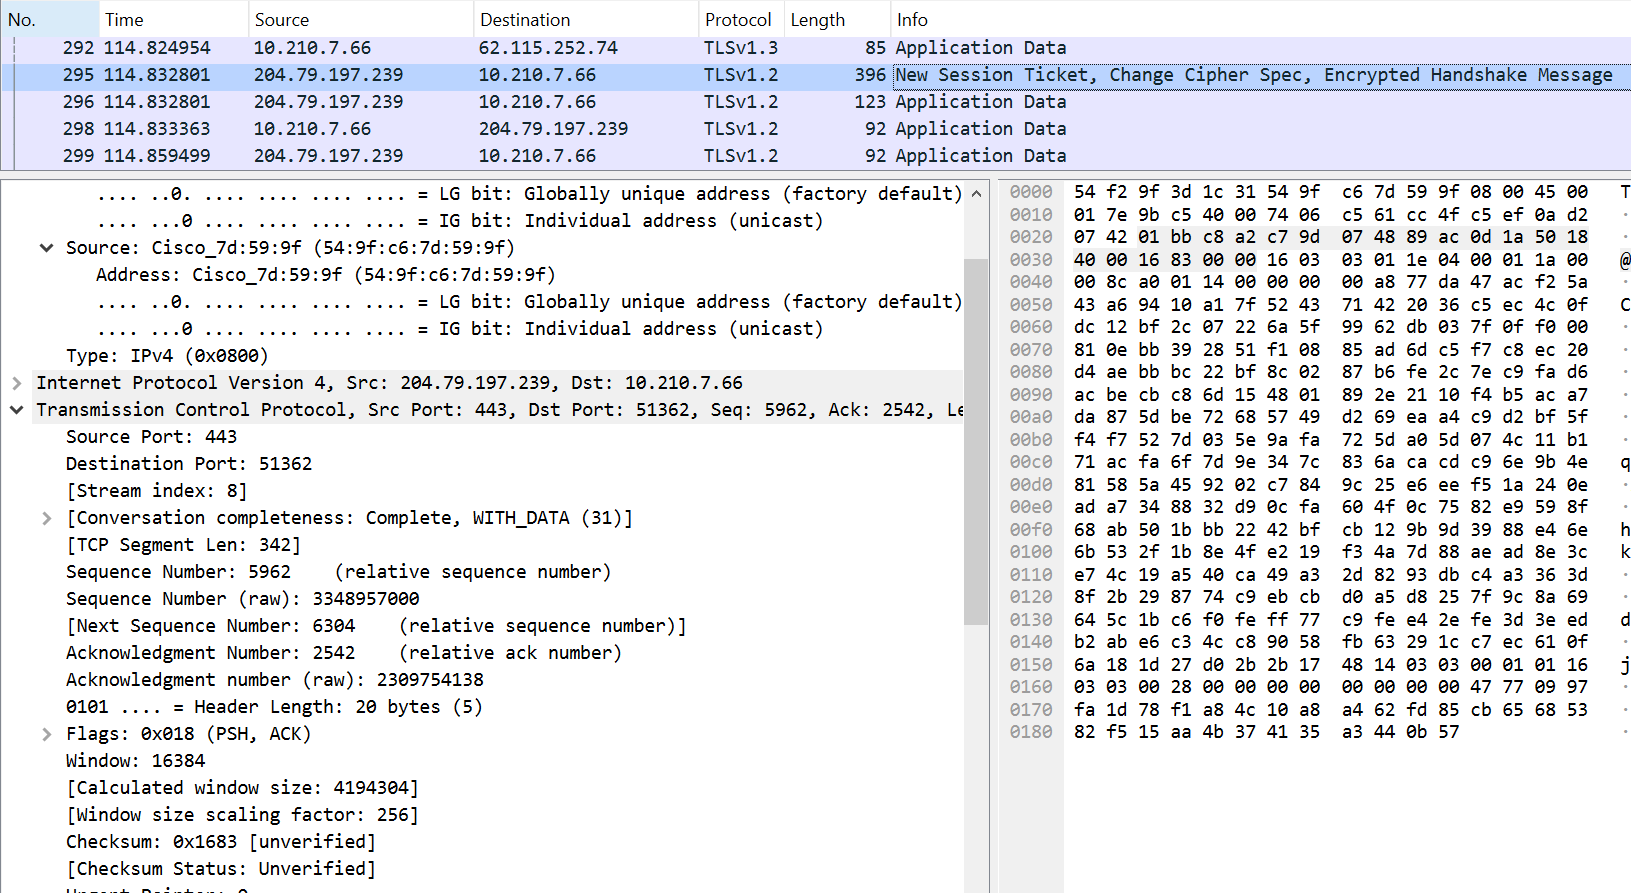 No. Time Source Destination Protocol Length Info
292 114.824954 10.210.7.66 62.115.252.74 TLSv1.3 85 Application Data
295 114.832801 204.79.197.239 10.210.7.66 TLSv1.2 396 New Session Ticket, Change Cipher Spec, Encrypted Handshake Message
296 114.832801 204.79.197.239 10.210.7.66 TLSv1.2 123 Application Data
298 114.833363 10.210.7.66 204.79.197.239 TLSv1.2 92 Application Data
299 114.859499 204.79.197.239 10.210.7.66 TLSv1.2 92 Application Data
.... ..0. .... .... .... .... = LG bit: Globally unique address (factory default)
.... ...0 .... .... .... .... = IG bit: Individual address (unicast)
Source: Cisco_7d:59:9f (54:9f:c6:7d:59:9f)
Address: Cisco_7d:59:9f (54:9f:c6:7d:59:9f)
.... ..0. .... .... .... .... = LG bit: Globally unique address (factory default)
.... ...0 .... .... .... .... = IG bit: Individual address (unicast)
Type: IPv4 (0x0800)
Internet Protocol Version 4, Src: 204.79.197.239, Dst: 10.210.7.66
Transmission Control Protocol, Src Port: 443, Dst Port: 51362, Seq: 5962, Ack: 2542, Le
Source Port: 443
Destination Port: 51362
[Stream index: 8]
[Conversation completeness: Complete, WITH_DATA (31)]
[TCP Segment Len: 342]
Sequence Number: 5962 (relative sequence number)
Sequence Number (raw): 3348957000
[Next Sequence Number: 6304 (relative sequence number)]
Acknowledgment Number: 2542 (relative ack number)
Acknowledgment number (raw): 2309754138
0101 .... = Header Length: 20 bytes (5)
Flags: 0x018 (PSH, ACK)
Window: 16384
[Calculated window size: 4194304]
[Window size scaling factor: 256]
Checksum: 0x1683 [unverified]
[Checksum Status: Unverified]
0000 54 f2 9f 3d 1c 31 54 9f c6 7d 59 9f 08 00 45 00 T
0010 01 7e 9b c5 40 00 74 06 c5 61 cc 4f c5 ef 0a d2 ·
0020 07 42 01 bb c8 a2 c7 9d 07 48 89 ac 0d 1a 50 18 ·
0030 40 00 16 83 00 00 16 03 03 01 1e 04 00 01 1a 00 @
0040 00 8c a0 01 14 00 00 00 00 a8 77 da 47 ac f2 5a ·
0050 43 a6 94 10 a1 7f 52 43 71 42 20 36 c5 ec 4c 0f C
0060 dc 12 bf 2c 07 22 6a 5f 99 62 db 03 7f 0f f0 00 ·
0070 81 0e bb 39 28 51 f1 08 85 ad 6d c5 f7 c8 ec 20 ·
0080 d4 ae bb bc 22 bf 8c 02 87 b6 fe 2c 7e c9 fa d6 ·
0090 ac be cb c8 6d 15 48 01 89 2e 21 10 f4 b5 ac a7 ·
00a0 da 87 5d be 72 68 57 49 d2 69 ea a4 c9 d2 bf 5f ·
00b0 f4 f7 52 7d 03 5e 9a fa 72 5d a0 5d 07 4c 11 b1 ·
00c0 71 ac fa 6f 7d 9e 34 7c 83 6a ca cd c9 6e 9b 4e q
00d0 81 58 5a 45 92 02 c7 84 9c 25 e6 ee f5 1a 24 0e ·
00e0 ad a7 34 88 32 d9 0c fa 60 4f 0c 75 82 e9 59 8f ·
00f0 68 ab 50 1b bb 22 42 bf cb 12 9b 9d 39 88 e4 6e h
0100 6b 53 2f 1b 8e 4f e2 19 f3 4a 7d 88 ae ad 8e 3c k
0110 e7 4c 19 a5 40 ca 49 a3 2d 82 93 db c4 a3 36 3d ·
0120 8f 2b 29 87 74 c9 eb cb d0 a5 d8 25 7f 9c 8a 69 ·
0130 64 5c 1b c6 f0 fe ff 77 c9 fe e4 2e fe 3d 3e ed d
0140 b2 ab e6 c3 4c c8 90 58 fb 63 29 1c c7 ec 61 0f ·
0150 6a 18 1d 27 d0 2b 2b 17 48 14 03 03 00 01 01 16 j
0160 03 03 00 28 00 00 00 00 00 00 00 00 47 77 09 97 ·
0170 fa 1d 78 f1 a8 4c 10 a8 a4 62 fd 85 cb 65 68 53 ·
0180 82 f5 15 aa 4b 37 41 35 a3 44 0b 57 ·